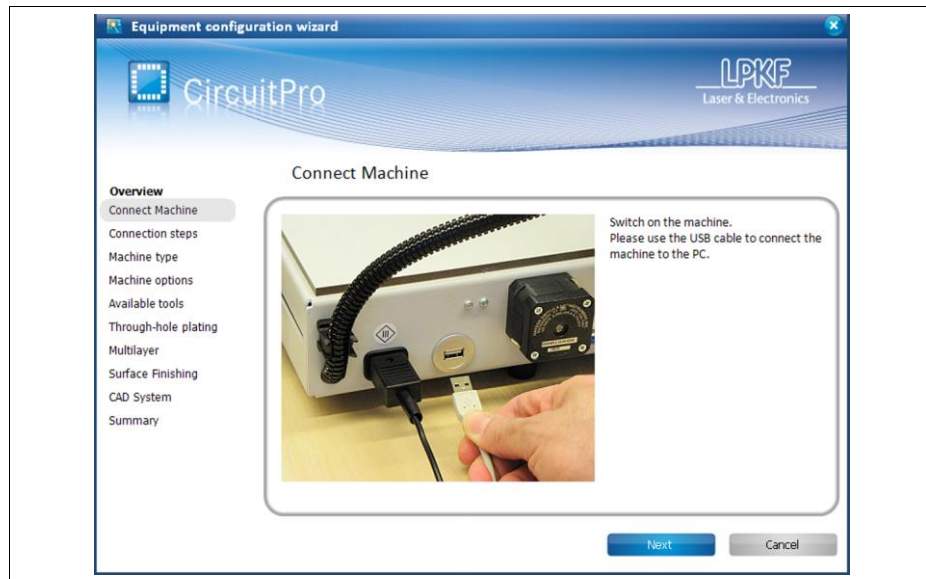 Equipment configuration wizard
CircuitPro
LPKF
Laser & Electronics
Connect Machine
Overview
Connect Machine
Connection steps
Machine type
Machine options
Available tools
Through-hole plating
Multilayer
Surface Finishing
CAD System
Summary
Switch on the machine.
Please use the USB cable to connect the
machine to the PC.
III
Next
Cancel